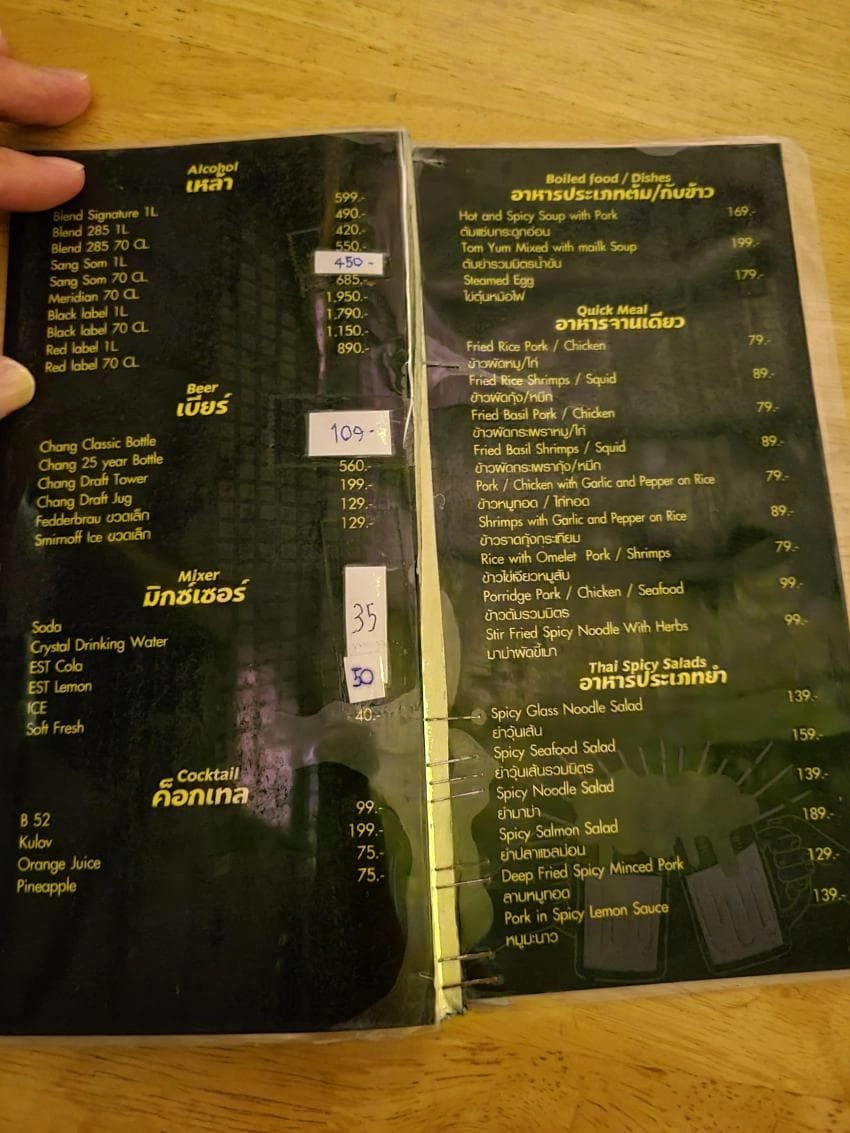 Alcohol
เหล้า
Blend Signature 1L 599.-
Blend 285 1L 490.-
Blend 285 70 CL 420.-
Sang Som 1L 550.-
Sang Som 70 CL 450-
Meridian 70 CL 685.-
Black label 1L 1,950.-
Black label 70 CL 1,790.-
Red label 1L 1,150.-
Red label 70 CL 890.-
Beer
เบียร์
Chang Classic Bottle 109-
Chang 25 year Bottle
Chang Draft Tower 560.-
Chang Draft Jug 199.-
Fedderbrau ขวดเล็ก 129.-
Smirnoff Ice ขวดเล็ก 129.-
Mixer
มิกซ์เซอร์
Soda
Crystal Drinking Water 35
EST Cola
EST Lemon
ICE 50
Soft Fresh 40.-
Cocktail
ค็อกเทล
B 52 99.-
Kulov 199.-
Orange Juice 75.-
Pineapple 75.-
Boiled food / Dishes
อาหารประเภทต้ม/กับข้าว
Hot and Spicy Soup with Pork 169.-
ต้มแซ่บกระดูกอ่อน
Tom Yum Mixed with mailk Soup 199.-
ต้มยำรวมมิตรน้ำข้น
Steamed Egg 179.-
ไข่ตุ๋นหม้อไฟ
Quick Meal
อาหารจานเดียว
Fried Rice Pork / Chicken 79.-
ข้าวผัดหมู/ไก่
Fried Rice Shrimps / Squid 89.-
ข้าวผัดกุ้ง/หมึก
Fried Basil Pork / Chicken 79.-
ข้าวผัดกระเพราหมู/ไก่
Fried Basil Shrimps / Squid 89.-
ข้าวผัดกระเพรากุ้ง/หมึก
Pork / Chicken with Garlic and Pepper on Rice 79.-
ข้าวหมูทอด / ไก่ทอด
Shrimps with Garlic and Pepper on Rice 89.-
ข้าวราดกุ้งกระเทียม
Rice with Omelet Pork / Shrimps 79.-
ข้าวไข่เจียวหมูสับ
Porridge Pork / Chicken / Seafood 99.-
ข้าวต้มรวมมิตร
Stir Fried Spicy Noodle With Herbs 99.-
มาม่าผัดขี้เมา
Thai Spicy Salads
อาหารประเภทยำ
Spicy Glass Noodle Salad 139.-
ยำวุ้นเส้น
Spicy Seafood Salad 159.-
ยำวุ้นเส้นรวมมิตร
Spicy Noodle Salad 139.-
ยำมาม่า
Spicy Salmon Salad 189.-
ยำปลาแซลม่อน
Deep Fried Spicy Minced Pork 129.-
ลาบหมูทอด
Pork in Spicy Lemon Sauce 139.-
หมูมะนาว